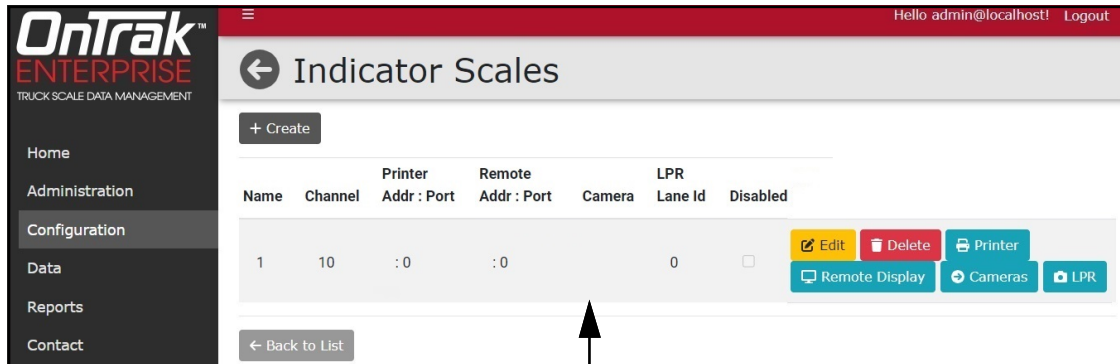 OnTrak™
ENTERPRISE
TRUCK SCALE DATA MANAGEMENT
Home
Administration
Configuration
Data
Reports
Contact
Hello admin@localhost! Logout
Indicator Scales
+ Create
Name Channel Printer Addr : Port Remote Addr : Port Camera LPR Lane Id Disabled
1 10 : 0 : 0 0
Edit Delete Printer
Remote Display Cameras LPR
← Back to List